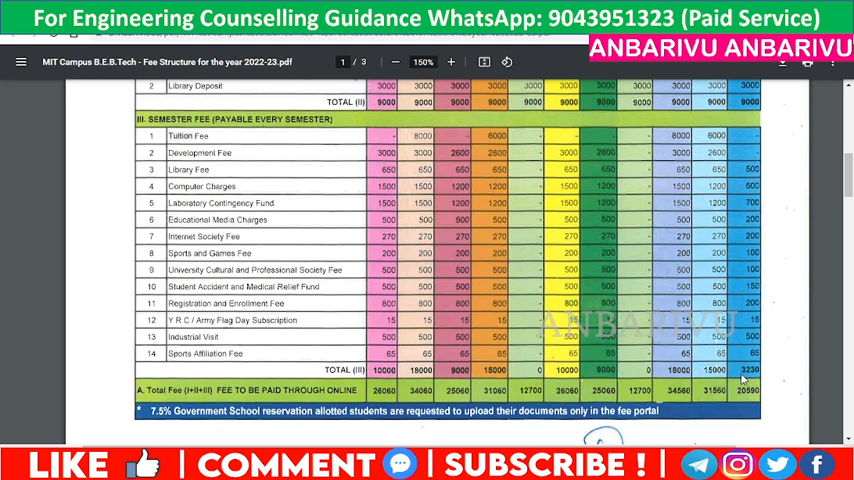 For Engineering Counselling Guidance WhatsApp: 9043951323 (Paid Service)
ANBARIVU ANBARIVU
MIT Campus B.E.B.Tech - Fee Structure for the year 2022-23.pdf 1 / 3 150%
2 Library Deposit 3000 3000 3000 3000 3000 3000 3000 3000 3000 3000 3000
TOTAL (II) 9000 9000 9000 9000 9000 9000 9000 9000 9000 9000 9000
III. SEMESTER FEE (PAYABLE EVERY SEMESTER)
1 Tuition Fee - 8000 - 6000 - - - - 8000 6000 -
2 Development Fee 3000 3000 2600 2600 - 3000 2600 - 3000 2600 -
3 Library Fee 650 650 650 650 - 650 650 - 650 650 500
4 Computer Charges 1500 1500 1200 1200 - 1500 1200 - 1500 1200 500
5 Laboratory Contingency Fund 1500 1500 1200 1200 - 1500 1200 - 1500 1200 700
6 Educational Media Charges 500 500 500 500 - 500 500 - 500 500 200
7 Internet Society Fee 270 270 270 270 - 270 270 - 270 270 200
8 Sports and Games Fee 200 200 200 200 - 200 200 - 200 200 100
9 University Cultural and Professional Society Fee 500 500 500 500 - 500 500 - 500 500 100
10 Student Accident and Medical Relief Fund 500 500 500 500 - 500 500 - 500 500 150
11 Registration and Enrollment Fee 800 800 800 800 - 800 800 - 800 800 200
12 Y R C / Army Flag Day Subscription 15 15 15 15 - 15 15 - 15 15 15
13 Industrial Visit 500 500 500 500 - 500 500 - 500 500 500
14 Sports Affiliation Fee 65 65 65 65 - 65 65 - 65 65 65
TOTAL (III) 10000 18000 9000 15000 0 10000 9000 0 18000 15000 3230
A. Total Fee (I+II+III) FEE TO BE PAID THROUGH ONLINE 26060 34060 25060 31060 12700 26060 25060 12700 34560 31560 20590
* 7.5% Government School reservation allotted students are requested to upload their documents only in the fee portal
ANBARIVU
LIKE | COMMENT | SUBSCRIBE ! |